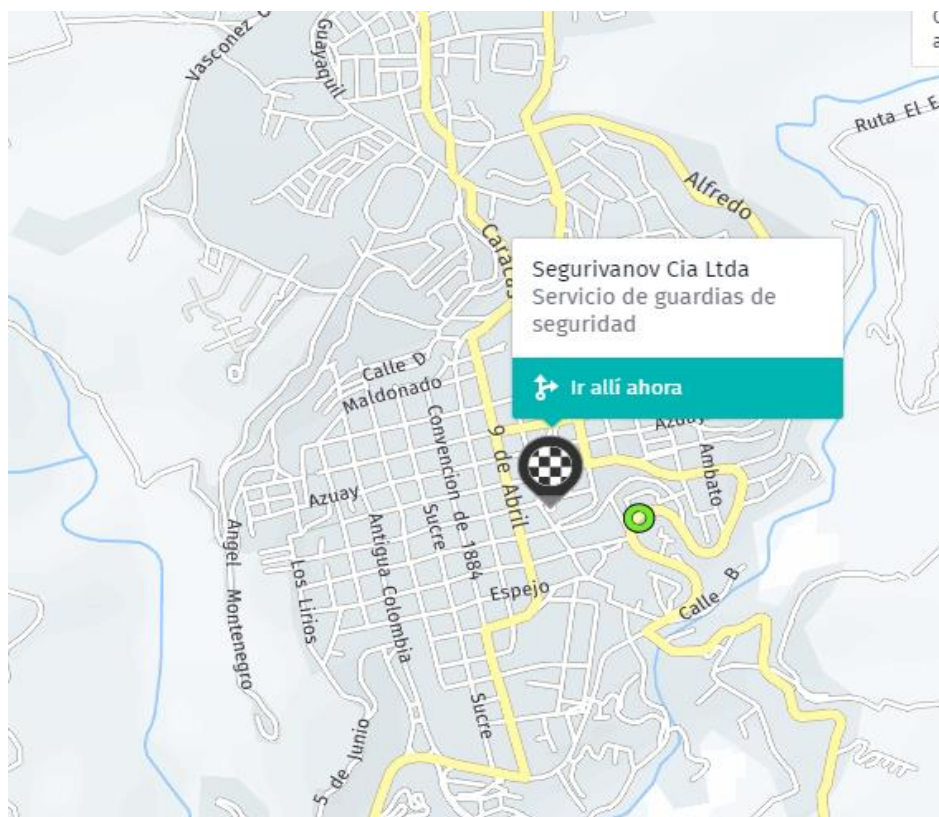 Vasconez
Guayaquil
Ruta El E
Alfredo
Caracas
Segurivanov Cia Ltda
Servicio de guardias de
seguridad
Ir allí ahora
Calle D
Maldonado
Azuay
Ambato
9 de Abril
Convencion de 1884
Sucre
Azuay
Antigua Colombia
Los Lirios
Angel Montenegro
Espejo
Calle B
Sucre
5 de Junio